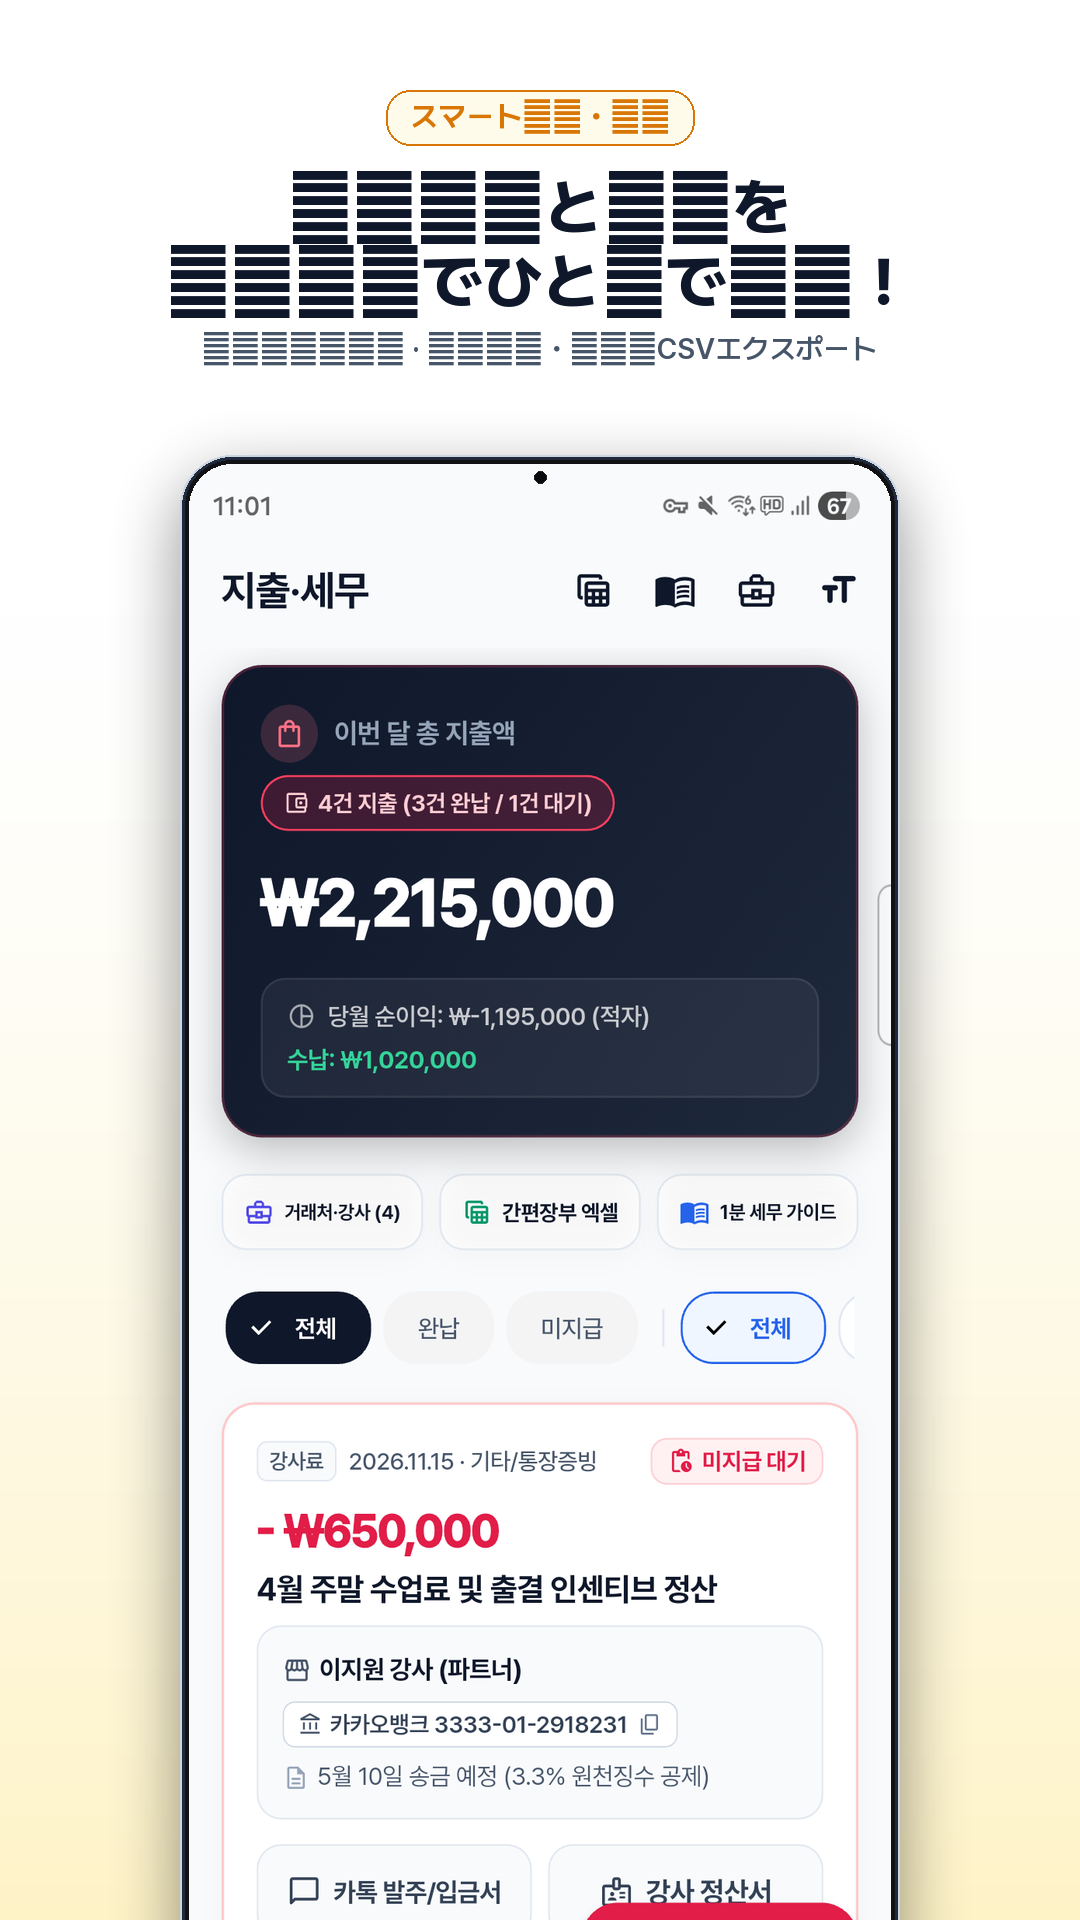 スマート ・
と を
でひと で ！
・ ・ CSVエクスポート
11:01
HD 67
지출·세무
이번 달 총 지출액
4건 지출 (3건 완납 / 1건 대기)
₩2,215,000
당월 순이익: ₩-1,195,000 (적자)
수납: ₩1,020,000
거래처·강사 (4) 간편장부 엑셀 1분 세무 가이드
전체 완납 미지급 전체
강사료 2026.11.15 · 기타/통장증빙 미지급 대기
- ₩650,000
4월 주말 수업료 및 출결 인센티브 정산
이지원 강사 (파트너)
카카오뱅크 3333-01-2918231
5월 10일 송금 예정 (3.3% 원천징수 공제)
카톡 발주/입금서 강사 정산서